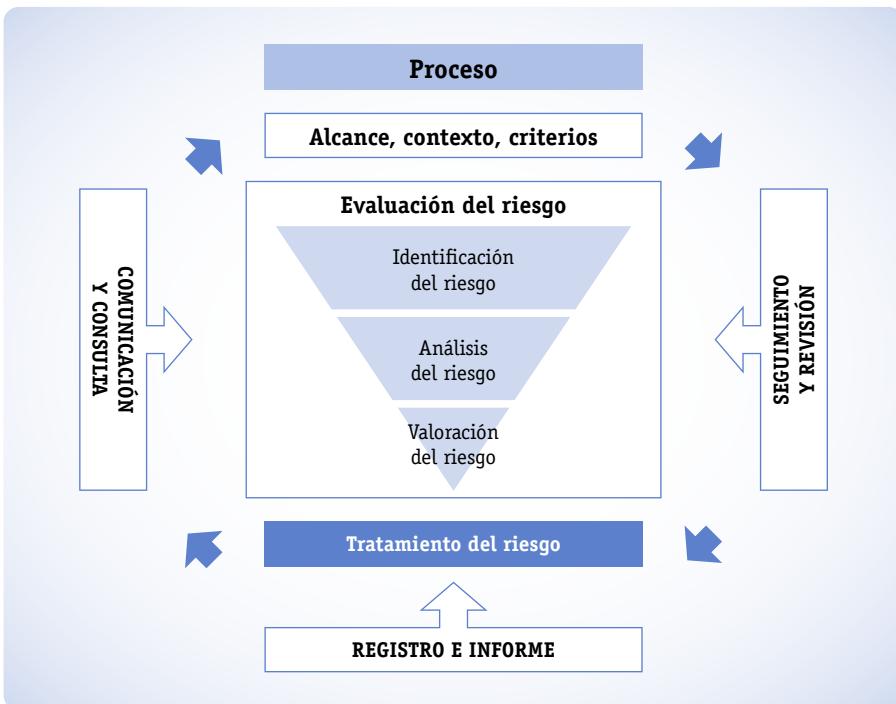 Proceso
Alcance, contexto, criterios
Evaluación del riesgo
Identificación
del riesgo
Análisis
del riesgo
Valoración
del riesgo
COMUNICACIÓN
Y CONSULTA
SEGUIMIENTO
Y REVISIÓN
Tratamiento del riesgo
REGISTRO E INFORME